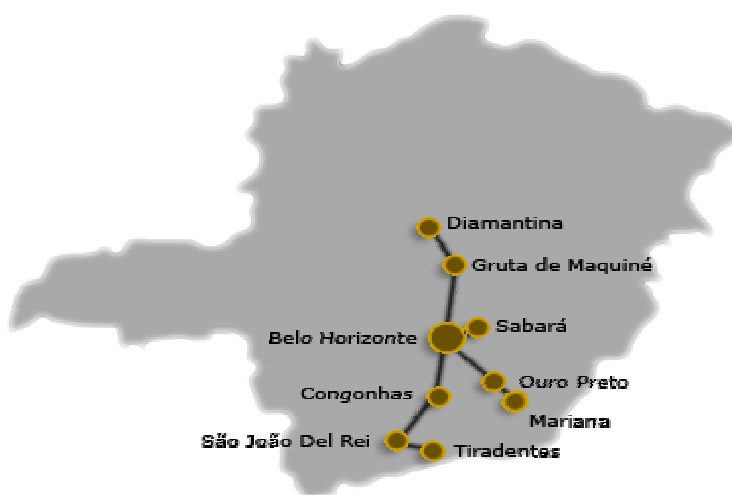 Diamantina
Gruta de Maquiné
Sabará
Belo Horizonte
Ouro Preto
Congonhas
Mariana
São João Del Rei
Tiradentes